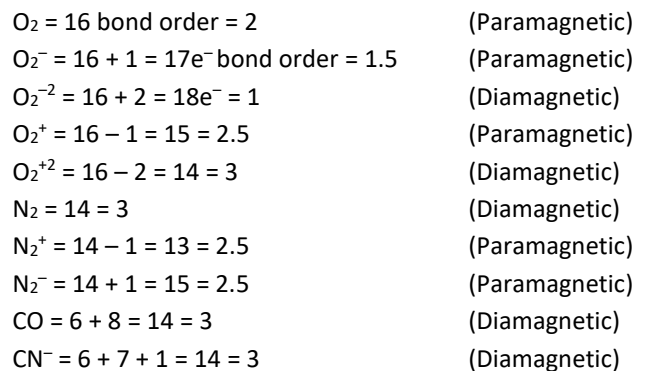 O₂ = 16 bond order = 2 (Paramagnetic)
O₂⁻ = 16 + 1 = 17e⁻ bond order = 1.5 (Paramagnetic)
O₂⁻² = 16 + 2 = 18e⁻ = 1 (Diamagnetic)
O₂⁺ = 16 – 1 = 15 = 2.5 (Paramagnetic)
O₂⁺² = 16 – 2 = 14 = 3 (Diamagnetic)
N₂ = 14 = 3 (Diamagnetic)
N₂⁺ = 14 – 1 = 13 = 2.5 (Paramagnetic)
N₂⁻ = 14 + 1 = 15 = 2.5 (Paramagnetic)
CO = 6 + 8 = 14 = 3 (Diamagnetic)
CN⁻ = 6 + 7 + 1 = 14 = 3 (Diamagnetic)